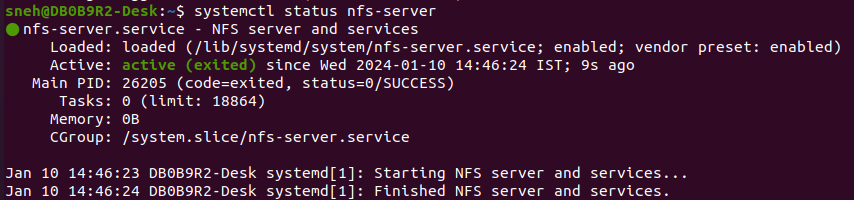 sneh@DB0B9R2-Desk:~$ systemctl status nfs-server
● nfs-server.service - NFS server and services
     Loaded: loaded (/lib/systemd/system/nfs-server.service; enabled; vendor preset: enabled)
     Active: active (exited) since Wed 2024-01-10 14:46:24 IST; 9s ago
   Main PID: 26205 (code=exited, status=0/SUCCESS)
      Tasks: 0 (limit: 18864)
     Memory: 0B
     CGroup: /system.slice/nfs-server.service

Jan 10 14:46:23 DB0B9R2-Desk systemd[1]: Starting NFS server and services...
Jan 10 14:46:24 DB0B9R2-Desk systemd[1]: Finished NFS server and services.